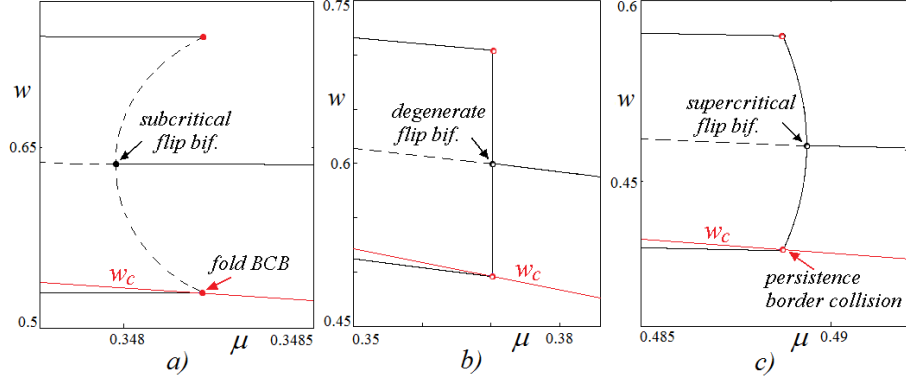 w
0.65
0.5
subcritical
flip bif.
fold BCB
w_c
0.348
μ
0.3485
a)
0.75
w
0.6
0.45
degenerate
flip bif.
w_c
0.35
μ
0.38
b)
0.6
w
0.45
supercritical
flip bif.
w_c
persistence
border collision
0.485
μ
0.49
c)